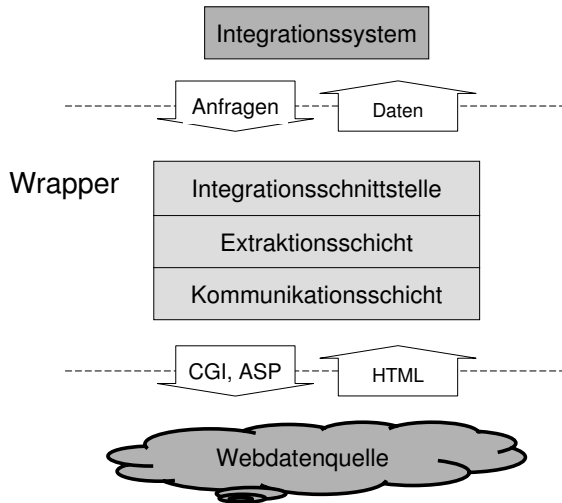 Integrationssystem
Anfragen
Daten
Wrapper
Integrationsschnittstelle
Extraktionsschicht
Kommunikationsschicht
CGI, ASP
HTML
Webdatenquelle